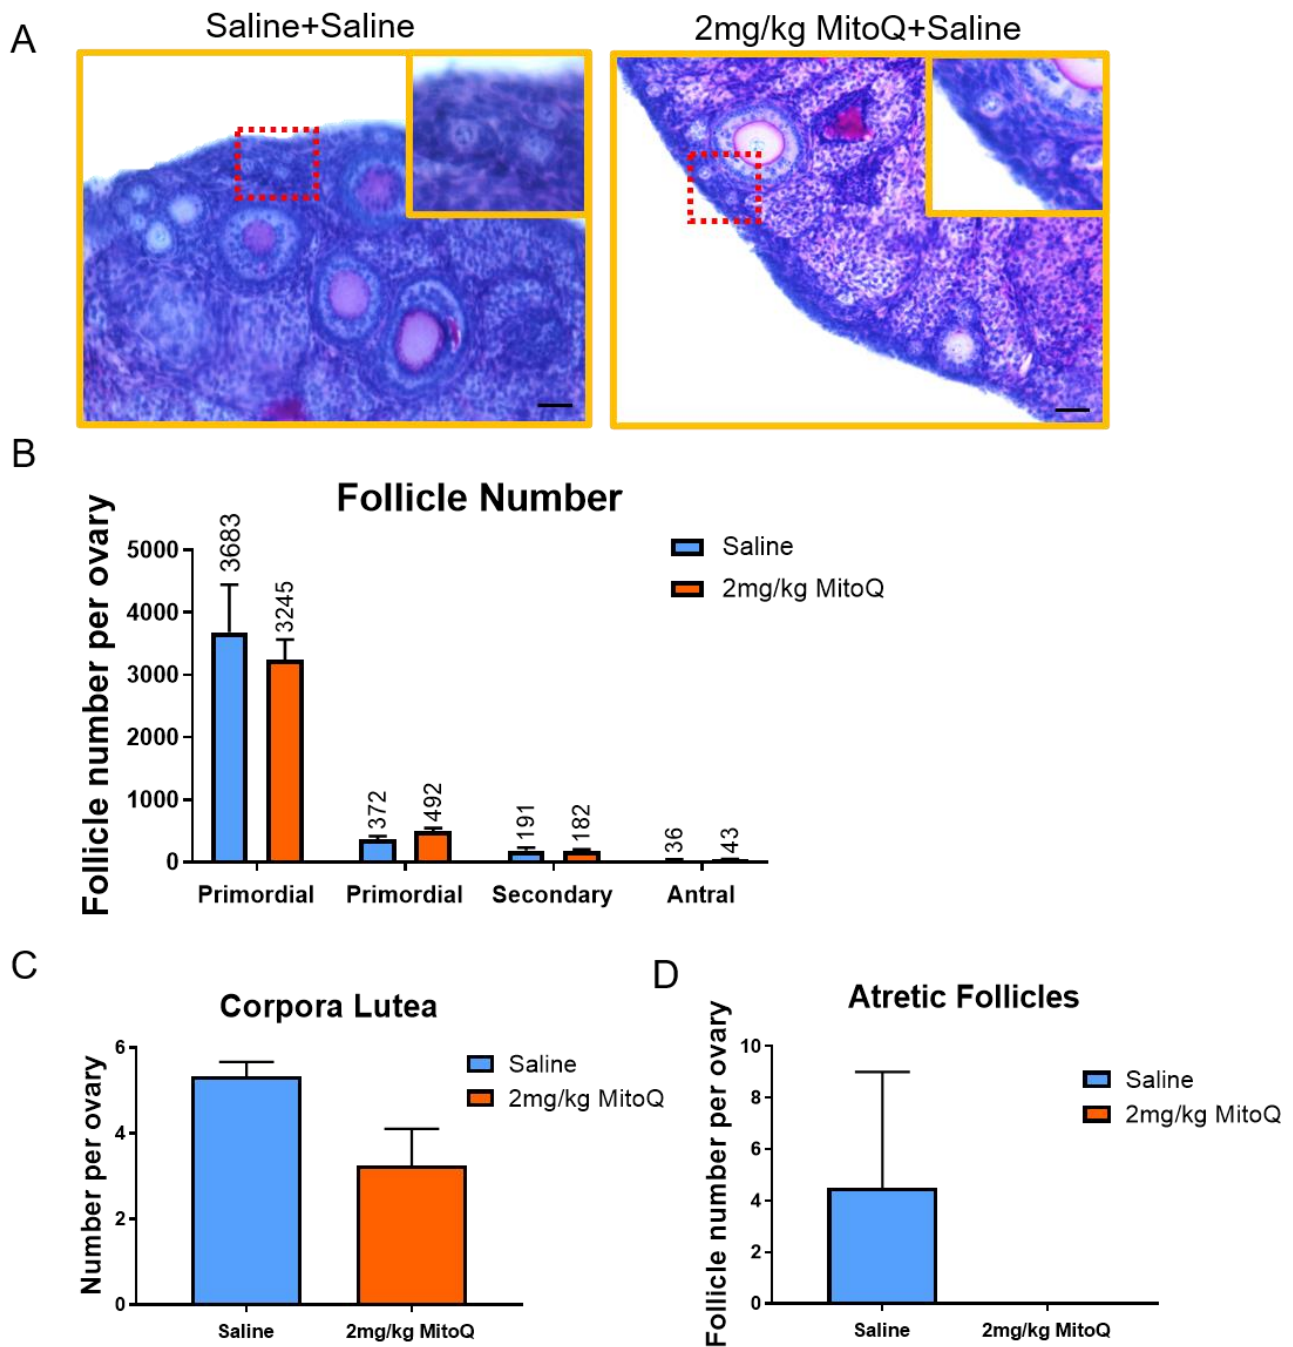 A
Saline+Saline
2mg/kg MitoQ+Saline
B
Follicle Number
Follicle number per ovary
5000
4000
3000
2000
1000
0
3683
3245
372
492
191
182
36
43
Saline
2mg/kg MitoQ
Primordial
Primordial
Secondary
Antral
C
Corpora Lutea
Number per ovary
6
4
2
0
Saline
2mg/kg MitoQ
Saline
2mg/kg MitoQ
D
Atretic Follicles
Follicle number per ovary
10
8
6
4
2
0
Saline
2mg/kg MitoQ
Saline
2mg/kg MitoQ